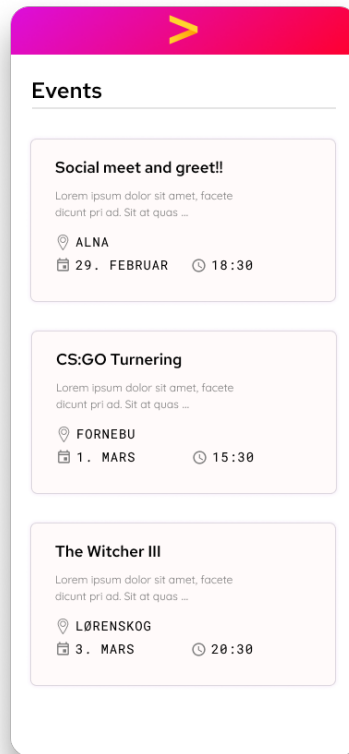 >
Events
Social meet and greet!!
Lorem ipsum dolor sit amet, facete
dicunt pri ad. Sit at quas ...
ALNA
29. FEBRUAR 18:30
CS:GO Turnering
Lorem ipsum dolor sit amet, facete
dicunt pri ad. Sit at quas ...
FORNEBU
1. MARS 15:30
The Witcher III
Lorem ipsum dolor sit amet, facete
dicunt pri ad. Sit at quas ...
LØRENSKOG
3. MARS 20:30